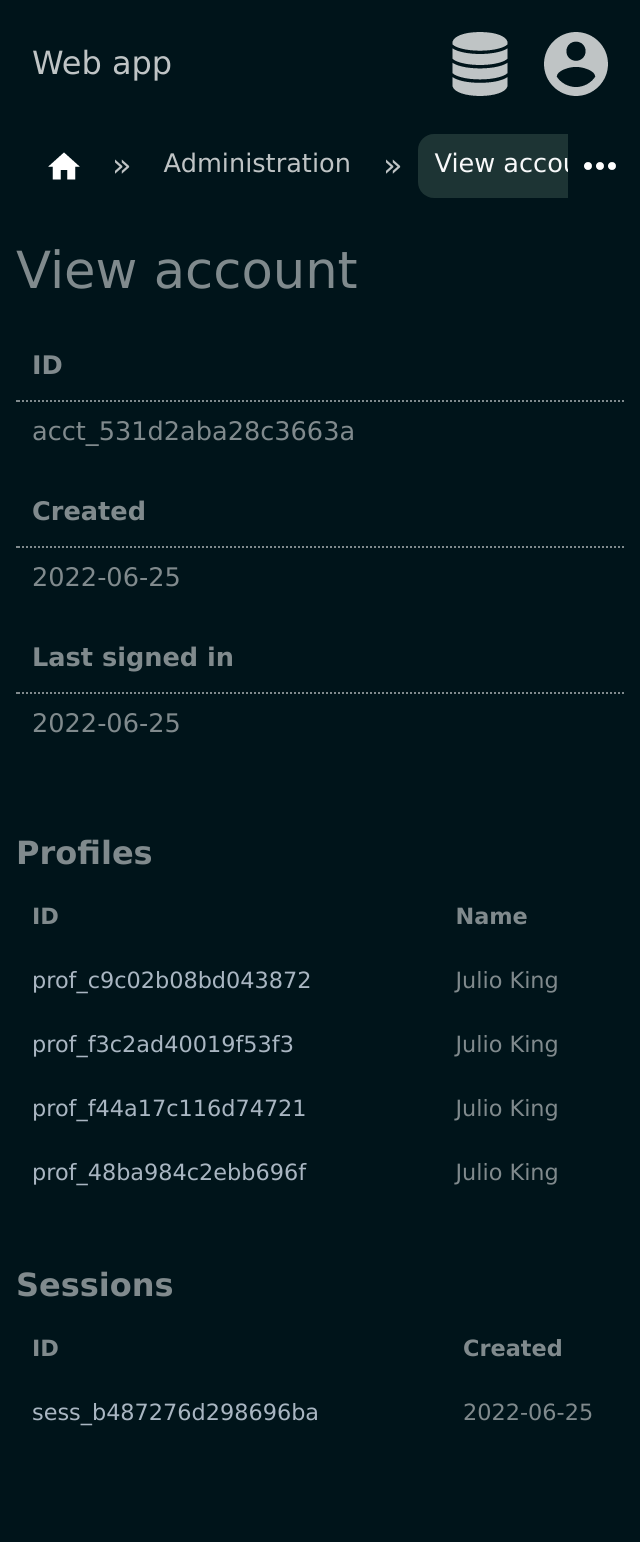 Web app
» Administration » View accou
View account
ID
acct_531d2aba28c3663a
Created
2022-06-25
Last signed in
2022-06-25
Profiles
ID Name
prof_c9c02b08bd043872 Julio King
prof_f3c2ad40019f53f3 Julio King
prof_f44a17c116d74721 Julio King
prof_48ba984c2ebb696f Julio King
Sessions
ID Created
sess_b487276d298696ba 2022-06-25